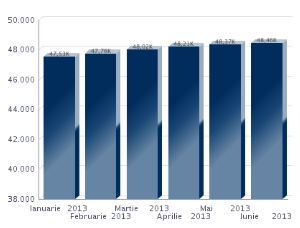 50.000
48.000
46.000
44.000
42.000
40.000
38.000
47,51K
47,76K
48,02K
48,21K
48,37K
48,46K
Ianuarie 2013
Februarie 2013
Martie 2013
Aprilie 2013
Mai 2013
Iunie 2013